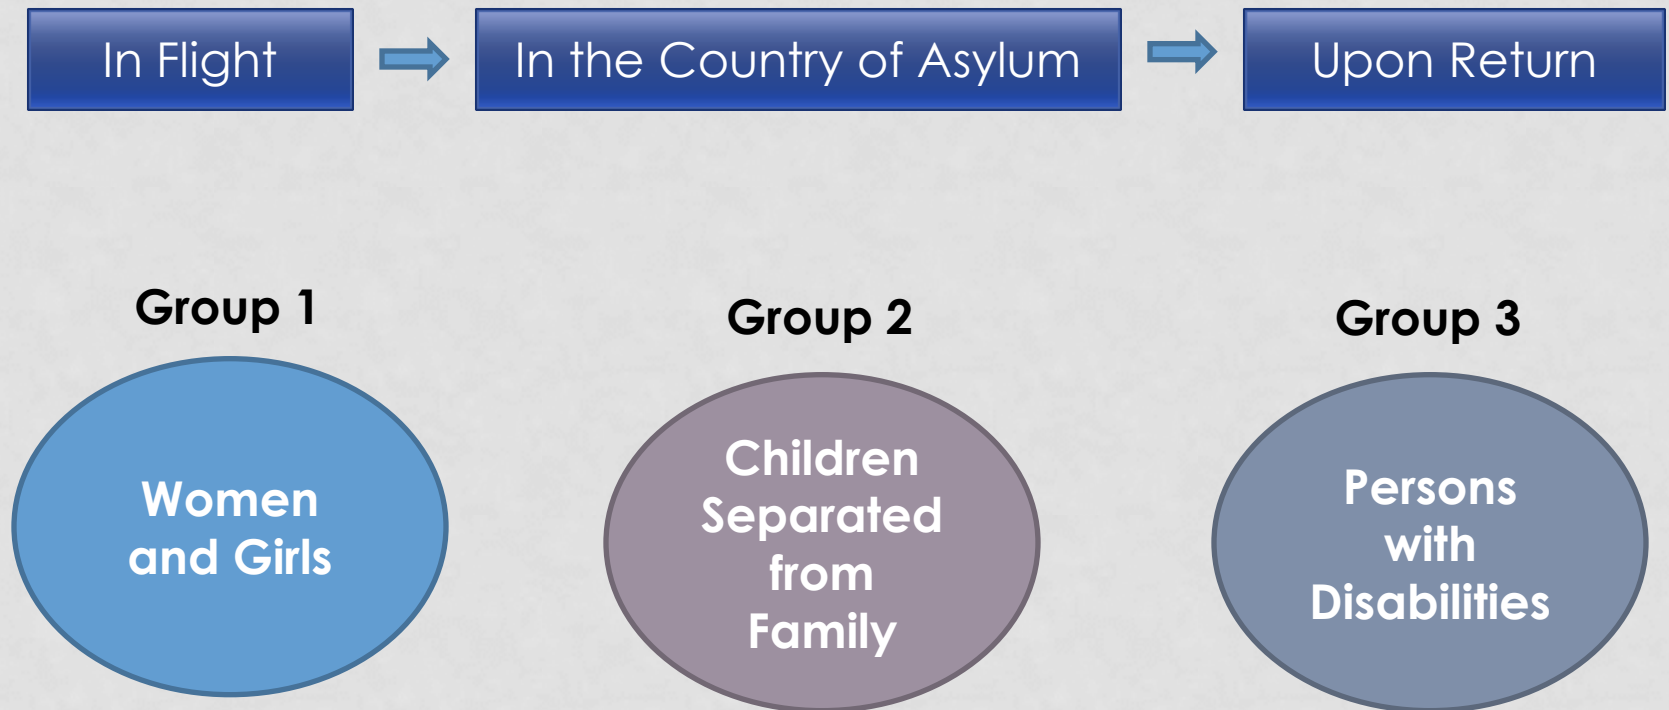 In Flight
In the Country of Asylum
Upon Return
Group 1
Group 2
Group 3
Women
and Girls
Children
Separated
from
Family
Persons
with
Disabilities